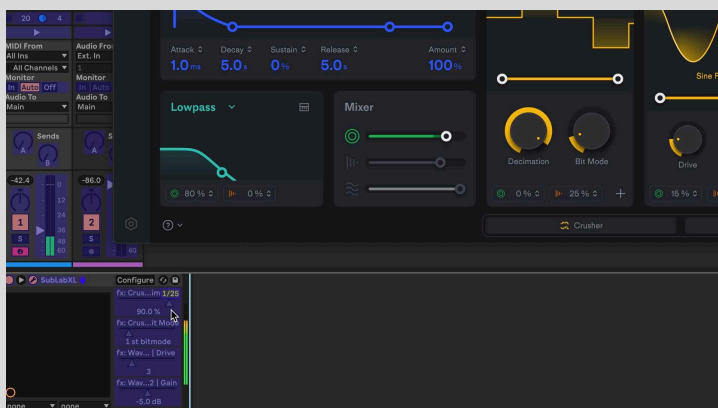 20 4
MIDI From
Audio Fro
All Ins
Ext. In
All Channels
1
Monitor
Monitor
In Auto Off
In Auto
Audio To
Audio To
Main
Main
Sends
S
A
A
B
-42.4
-86.0
0
12
24
36
48
60
60
1
2
S
S
Attack
Decay
Sustain
Release
Amount
1.0 ms
5.0 s
0 %
5.0 s
100 %
Sine F
Lowpass
Mixer
Decimation
Bit Mode
Drive
80 %
0 %
0 %
25 %
15 %
?
Crusher
SubLabXL
Configure
fx: Crus...im 1/25
90.0 %
fx: Crus...it Mode
1 st bitmode
fx: Wav... | Drive
3
fx: Wav...2 | Gain
-5.0 dB
none
none